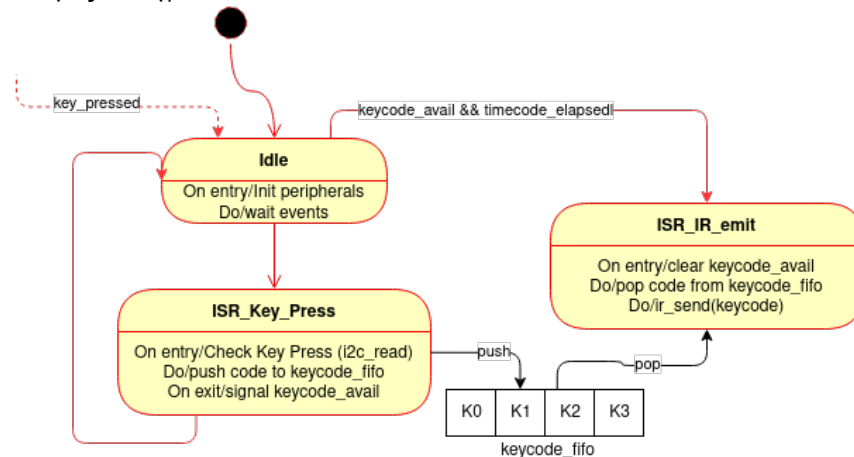 key_pressed
keycode_avail && timecode_elapsed
Idle
On entry/Init peripherals
Do/wait events
ISR_IR_emit
On entry/clear keycode_avail
Do/pop code from keycode_fifo
Do/ir_send(keycode)
ISR_Key_Press
On entry/Check Key Press (i2c_read)
Do/push code to keycode_fifo
On exit/signal keycode_avail
push
pop
K0 K1 K2 K3
keycode_fifo